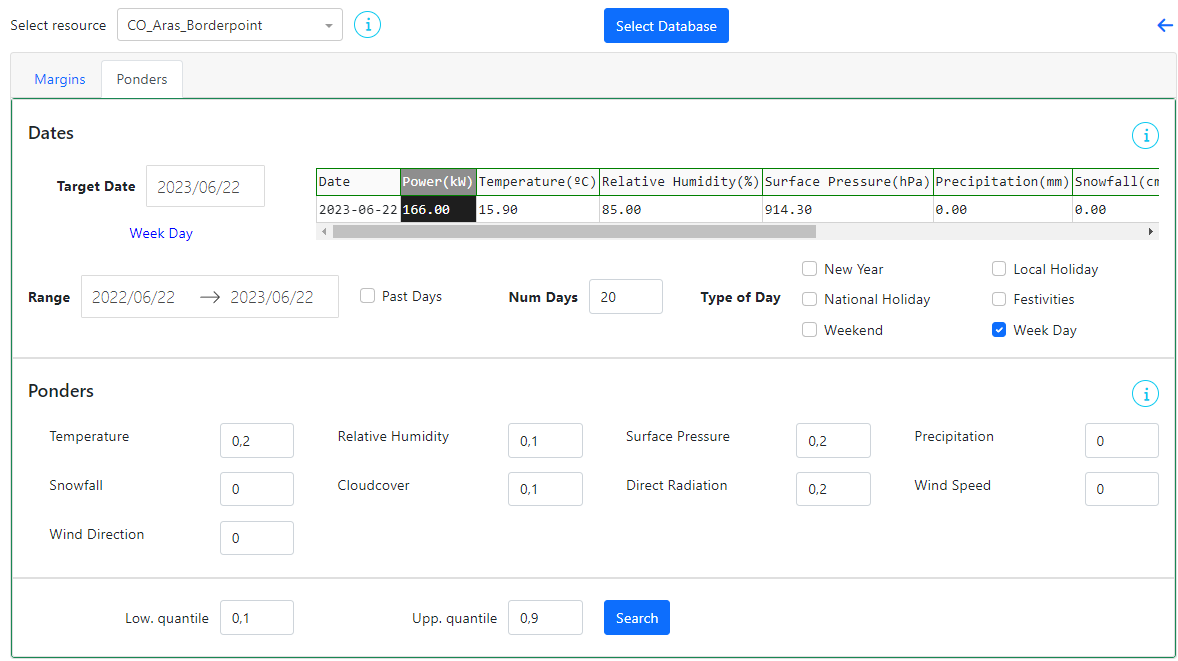 Select resource CO_Aras_Borderpoint i Select Database
Margins Ponders
Dates
i
Target Date 2023/06/22
Week Day
Date Power(kW) Temperature(ºC) Relative Humidity(%) Surface Pressure(hPa) Precipitation(mm) Snowfall(cm
2023-06-22 166.00 15.90 85.00 914.30 0.00 0.00
Range 2022/06/22 → 2023/06/22 Past Days Num Days 20 Type of Day
New Year Local Holiday
National Holiday Festivities
Weekend Week Day
Ponders
i
Temperature 0,2 Relative Humidity 0,1 Surface Pressure 0,2 Precipitation 0
Snowfall 0 Cloudcover 0,1 Direct Radiation 0,2 Wind Speed 0
Wind Direction 0
Low. quantile 0,1 Upp. quantile 0,9 Search